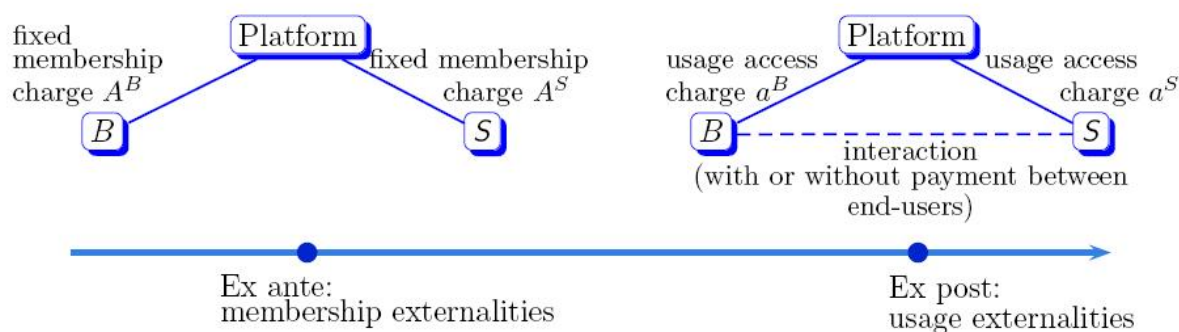 Platform
fixed
membership
charge A^B
fixed membership
charge A^S
B
S
Platform
usage access
charge a^B
usage access
charge a^S
B
S
interaction
(with or without payment between
end-users)
Ex ante:
membership externalities
Ex post:
usage externalities